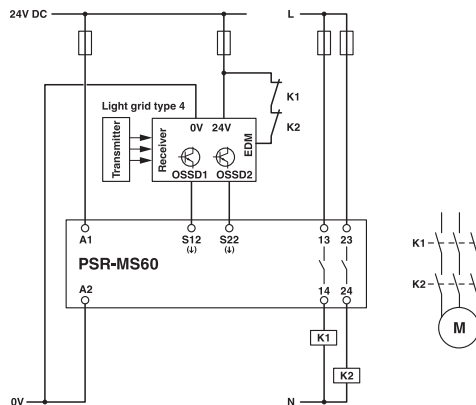 24V DC
L
K1
K2
Light grid type 4
Transmitter
Receiver
0V 24V
EDM
OSSD1 OSSD2
A1
S12
(↓)
S22
(↓)
13 23
PSR-MS60
A2
14 24
K1
K2
0V
N
K1
K2
M